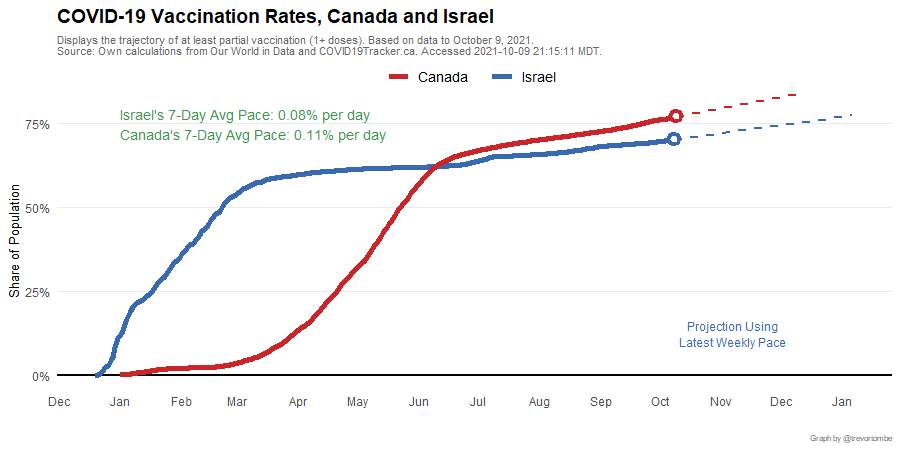 COVID-19 Vaccination Rates, Canada and Israel
Displays the trajectory of at least partial vaccination (1+ doses). Based on data to October 9, 2021.
Source: Own calculations from Our World in Data and COVID19Tracker.ca. Accessed 2021-10-09 21:15:11 MDT.
Canada Israel
Israel's 7-Day Avg Pace: 0.08% per day
Canada's 7-Day Avg Pace: 0.11% per day
75%
50%
25%
0%
Share of Population
Projection Using
Latest Weekly Pace
Dec Jan Feb Mar Apr May Jun Jul Aug Sep Oct Nov Dec Jan
Graph by @trevortombe